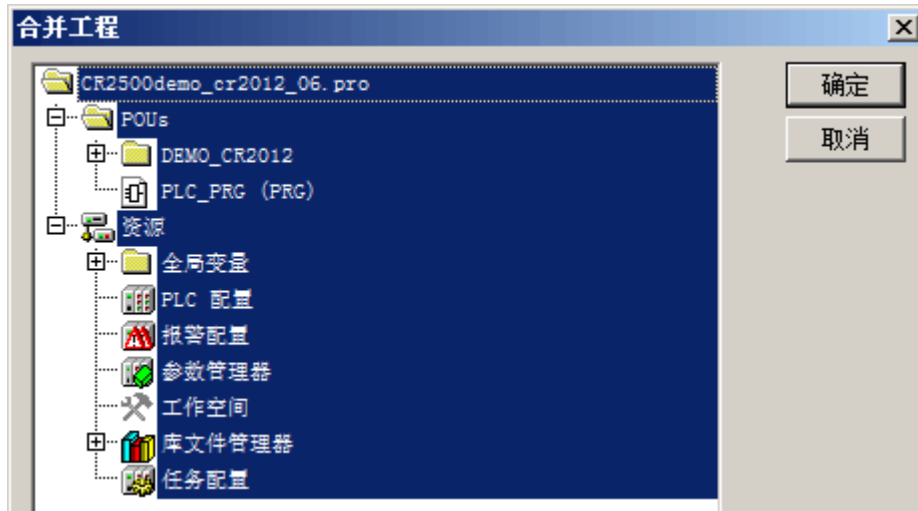 合并工程
CR2500demo_cr2012_06.pro
确定
POUs
取消
DEMO_CR2012
PLC_PRG (PRG)
资源
全局变量
PLC 配置
报警配置
参数管理器
工作空间
库文件管理器
任务配置